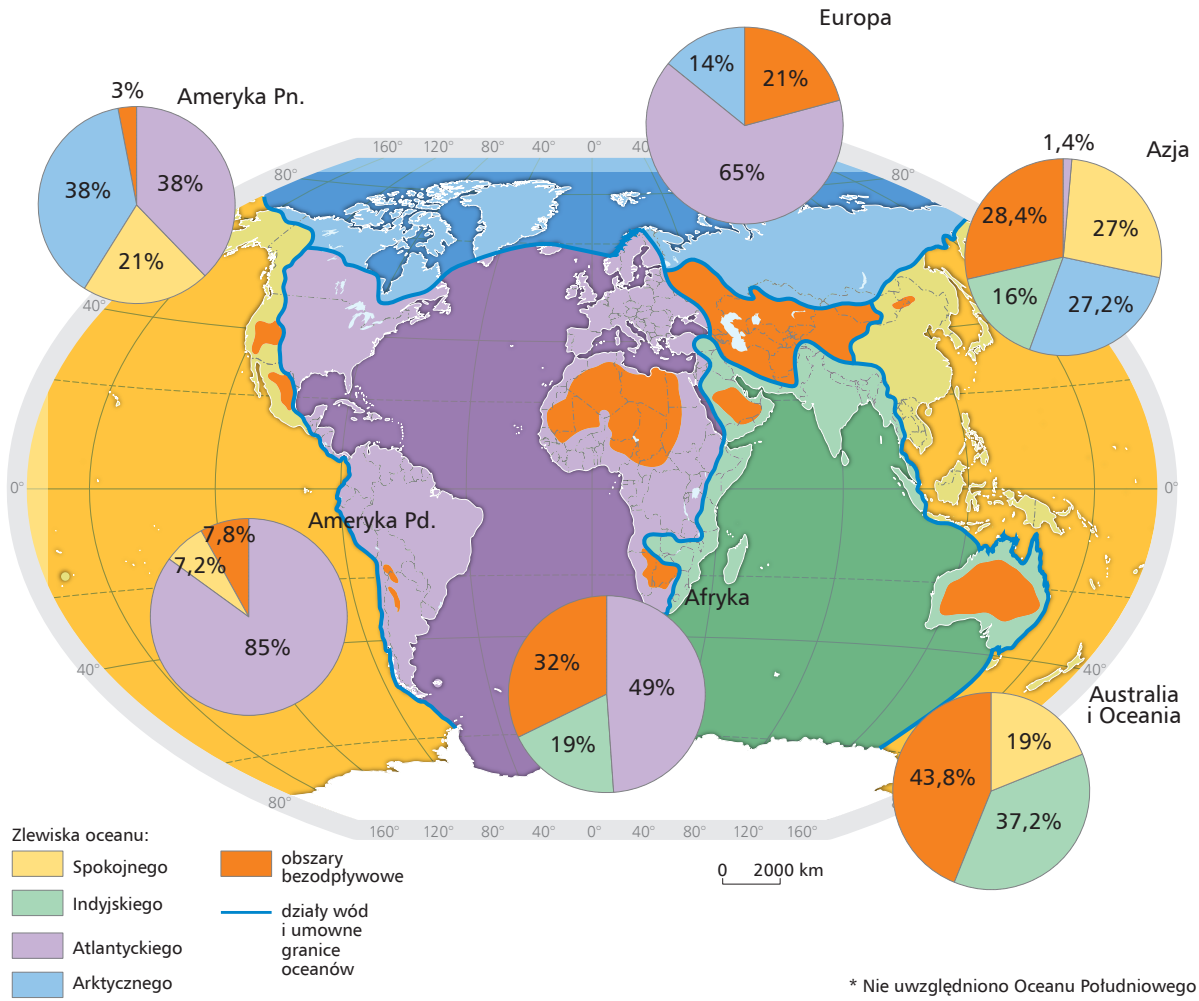 Europa
14%
21%
65%
3%
Ameryka Pn.
38%
38%
21%
1,4%
Azja
28,4%
27%
16%
27,2%
160° 120° 80° 40° 0° 40
80°
80°
40°
0°
0°
Ameryka Pd.
7,8%
7,2%
85%
Afryka
32%
49%
19%
40°
40°
Australia
i Oceania
19%
43,8%
37,2%
80°
160° 120° 80° 40° 0° 40° 80° 120° 160°
Zlewiska oceanu:
Spokojnego
Indyjskiego
Atlantyckiego
Arktycznego
obszary
bezodpływowe
działy wód
i umowne
granice
oceanów
0 2000 km
* Nie uwzględniono Oceanu Południowego